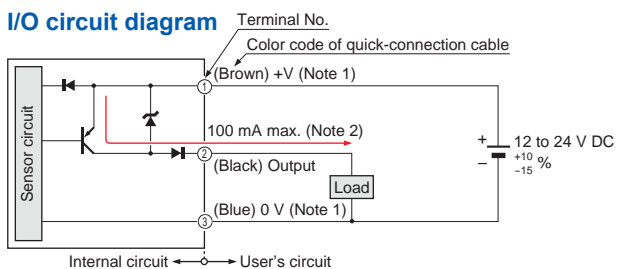 I/O circuit diagram
Terminal No.
Color code of quick-connection cable
1 (Brown) +V (Note 1)
Sensor circuit
100 mA max. (Note 2)
2
(Black) Output
+ 12 to 24 V DC
– +10 –15 %
Load
3 (Blue) 0 V (Note 1)
Internal circuit User's circuit